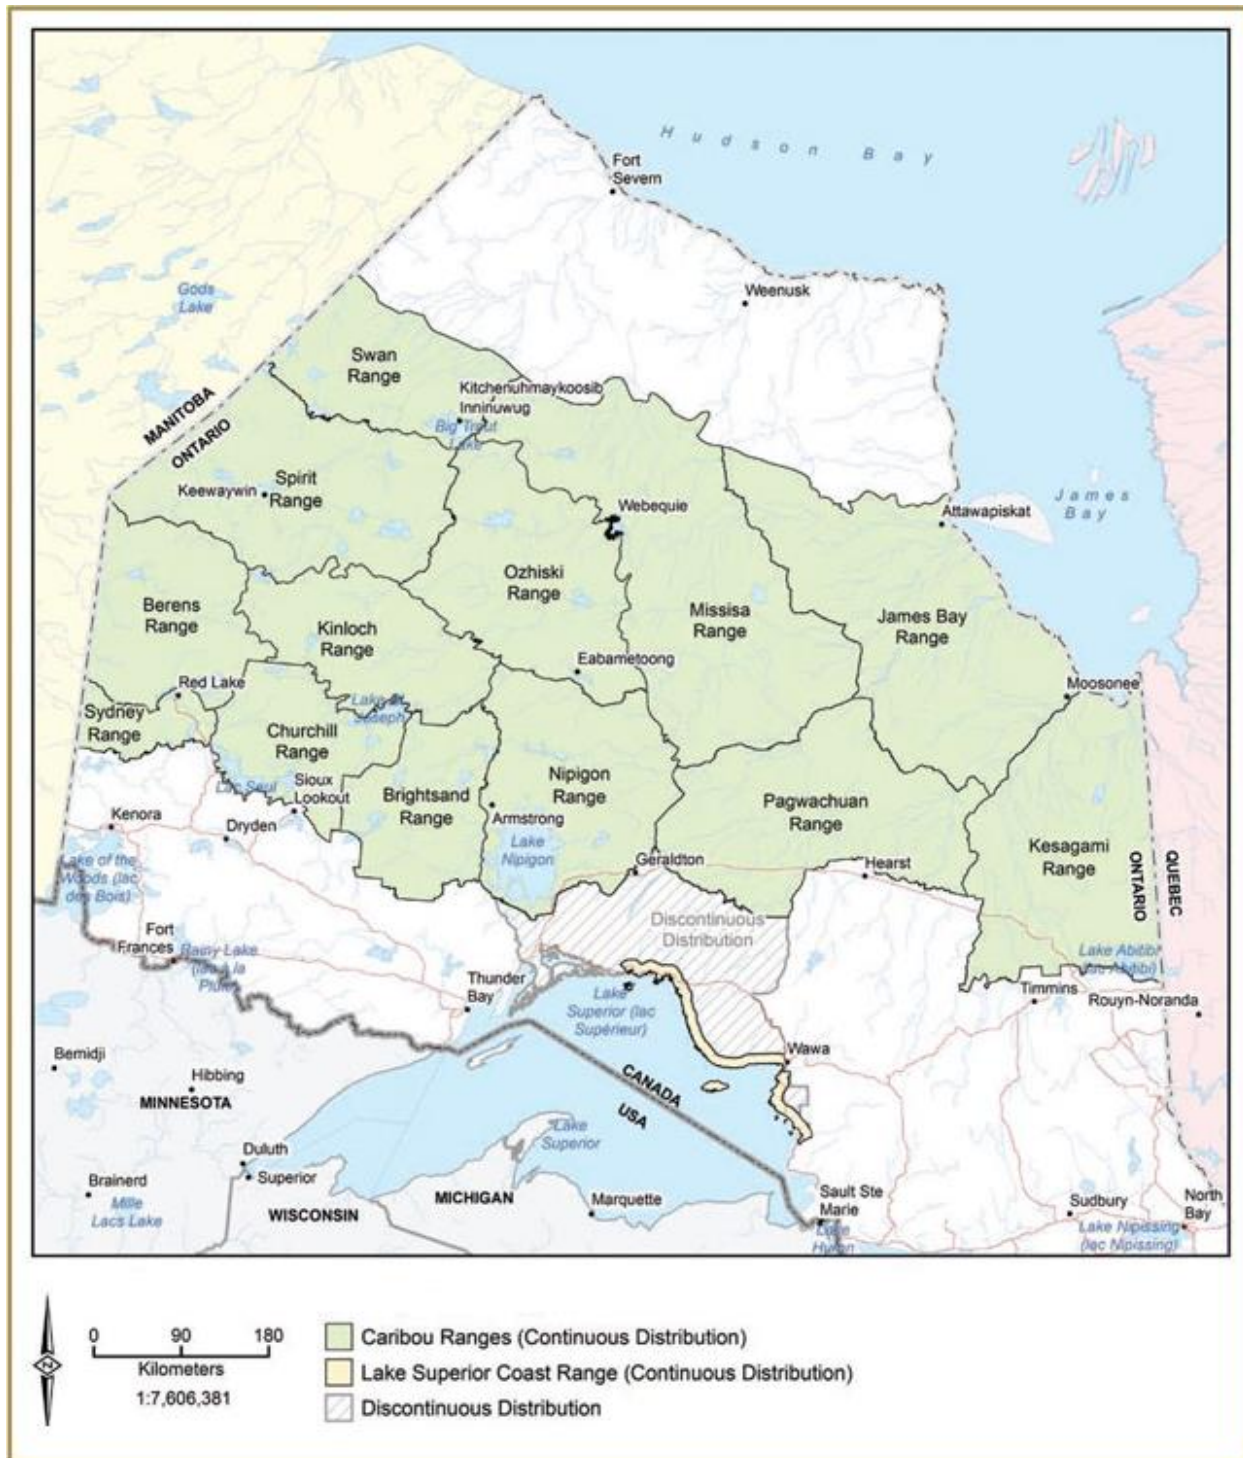 Hudson Bay
Fort
Severn
Weenusk
Gods
Lake
Swan
Range
Kitchenuhmaykoosib
Inninuwug
Big Trout
Lake
MANITOBA
ONTARIO
Spirit
Range
Keewaywin
Webequie
James
Bay
Attawapiskat
Ozhiski
Range
Berens
Range
Kinloch
Range
Missisa
Range
James Bay
Range
Eabametoong
Red Lake
Moosonee
Lake St.
Joseph
Sydney
Range
Churchill
Range
Lac Seul
Sioux
Lookout
Brightsand
Range
Nipigon
Range
Pagwachuan
Range
Kenora
Dryden
Armstrong
Lake
Nipigon
Geraldton
Hearst
Kesagami
Range
ONTARIO
QUEBEC
Lake of the
Woods (lac
des Bois)
Discontinuous
Distribution
Fort
Frances
Rainy Lake
(lac À la
Pluie)
Lake Abitibi
(lac Abitibi)
Thunder
Bay
Lake
Superior (lac
Supérieur)
Timmins
Rouyn-Noranda
Wawa
Bemidji
Hibbing
MINNESOTA
CANADA
USA
Lake
Superior
Duluth
Superior
Brainerd
Mille
Lacs Lake
MICHIGAN
WISCONSIN
Marquette
Sault Ste
Marie
Lake
Huron
Sudbury
North
Bay
Lake Nipissing
(lac Nipissing)
N
0 90 180
Kilometers
1:7,606,381
Caribou Ranges (Continuous Distribution)
Lake Superior Coast Range (Continuous Distribution)
Discontinuous Distribution